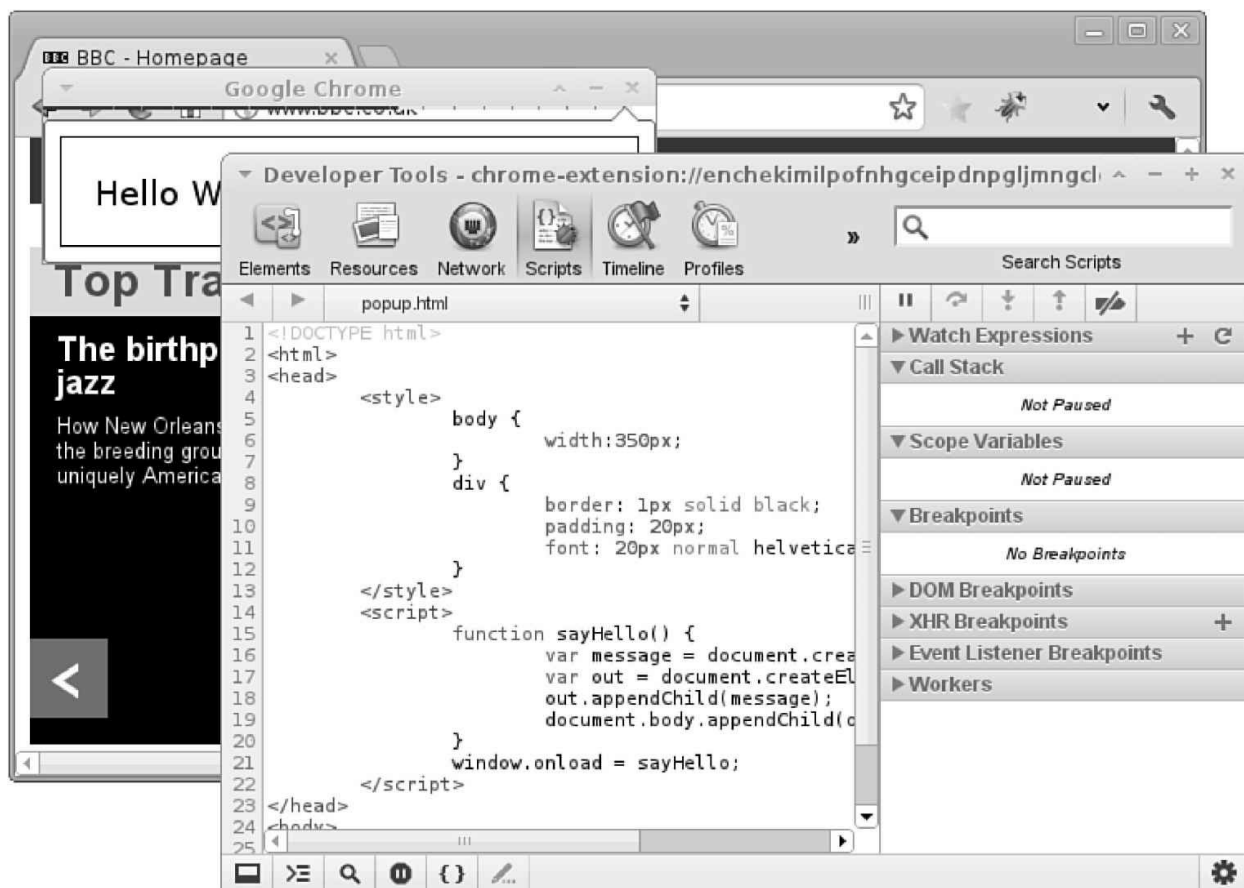 BBC BBC - Homepage
Google Chrome
www.bbc.co.uk
Hello W
Top Tra
The birthp
jazz
How New Orleans
the breeding grou
uniquely America
Developer Tools - chrome-extension://enchekimilpofnhgceipdnpgljmngcl
Elements Resources Network Scripts Timeline Profiles
Search Scripts
popup.html
1 <!DOCTYPE html>
2 <html>
3 <head>
4 <style>
5 body {
6 width:350px;
7 }
8 div {
9 border: 1px solid black;
10 padding: 20px;
11 font: 20px normal helvetica
12 }
13 </style>
14 <script>
15 function sayHello() {
16 var message = document.crea
17 var out = document.createEl
18 out.appendChild(message);
19 document.body.appendChild(
20 }
21 window.onload = sayHello;
22 </script>
23 </head>
24 <body>
25
Watch Expressions
Call Stack
Not Paused
Scope Variables
Not Paused
Breakpoints
No Breakpoints
DOM Breakpoints
XHR Breakpoints
Event Listener Breakpoints
Workers